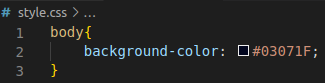 # style.css > ...
1 body{
2 background-color: #03071F;
3 }